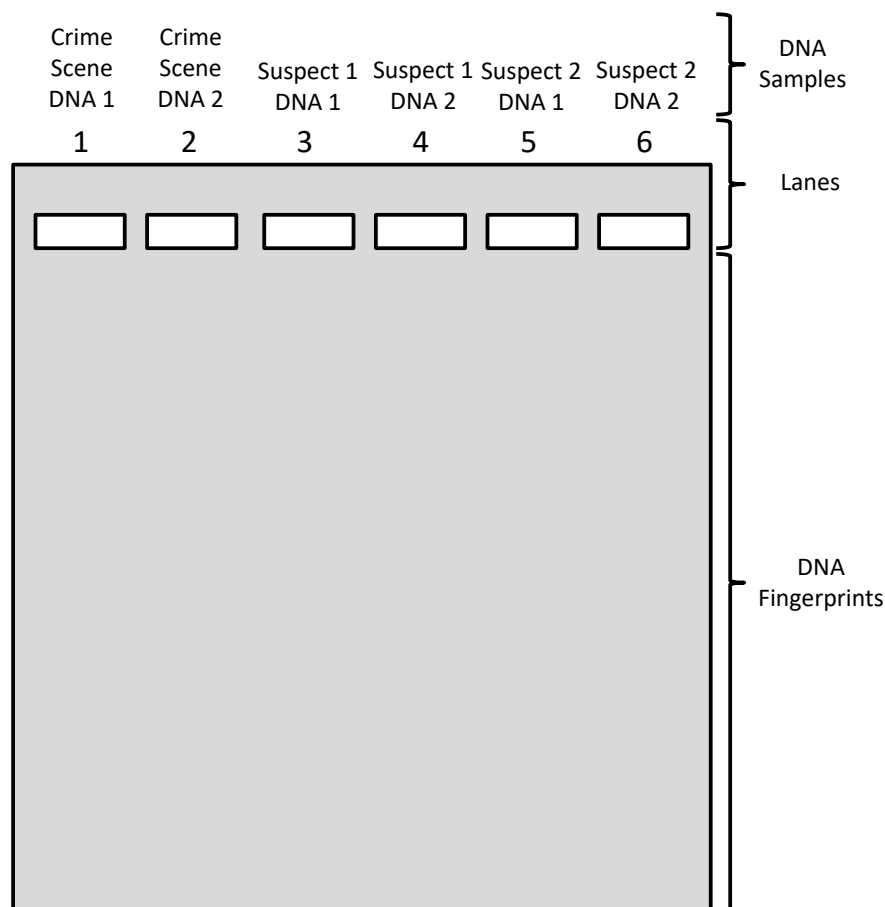 Crime
Scene
DNA 1
Crime
Scene
DNA 2
Suspect 1
DNA 1
Suspect 1
DNA 2
Suspect 2
DNA 1
Suspect 2
DNA 2
DNA
Samples
1 2 3 4 5 6
Lanes
DNA
Fingerprints